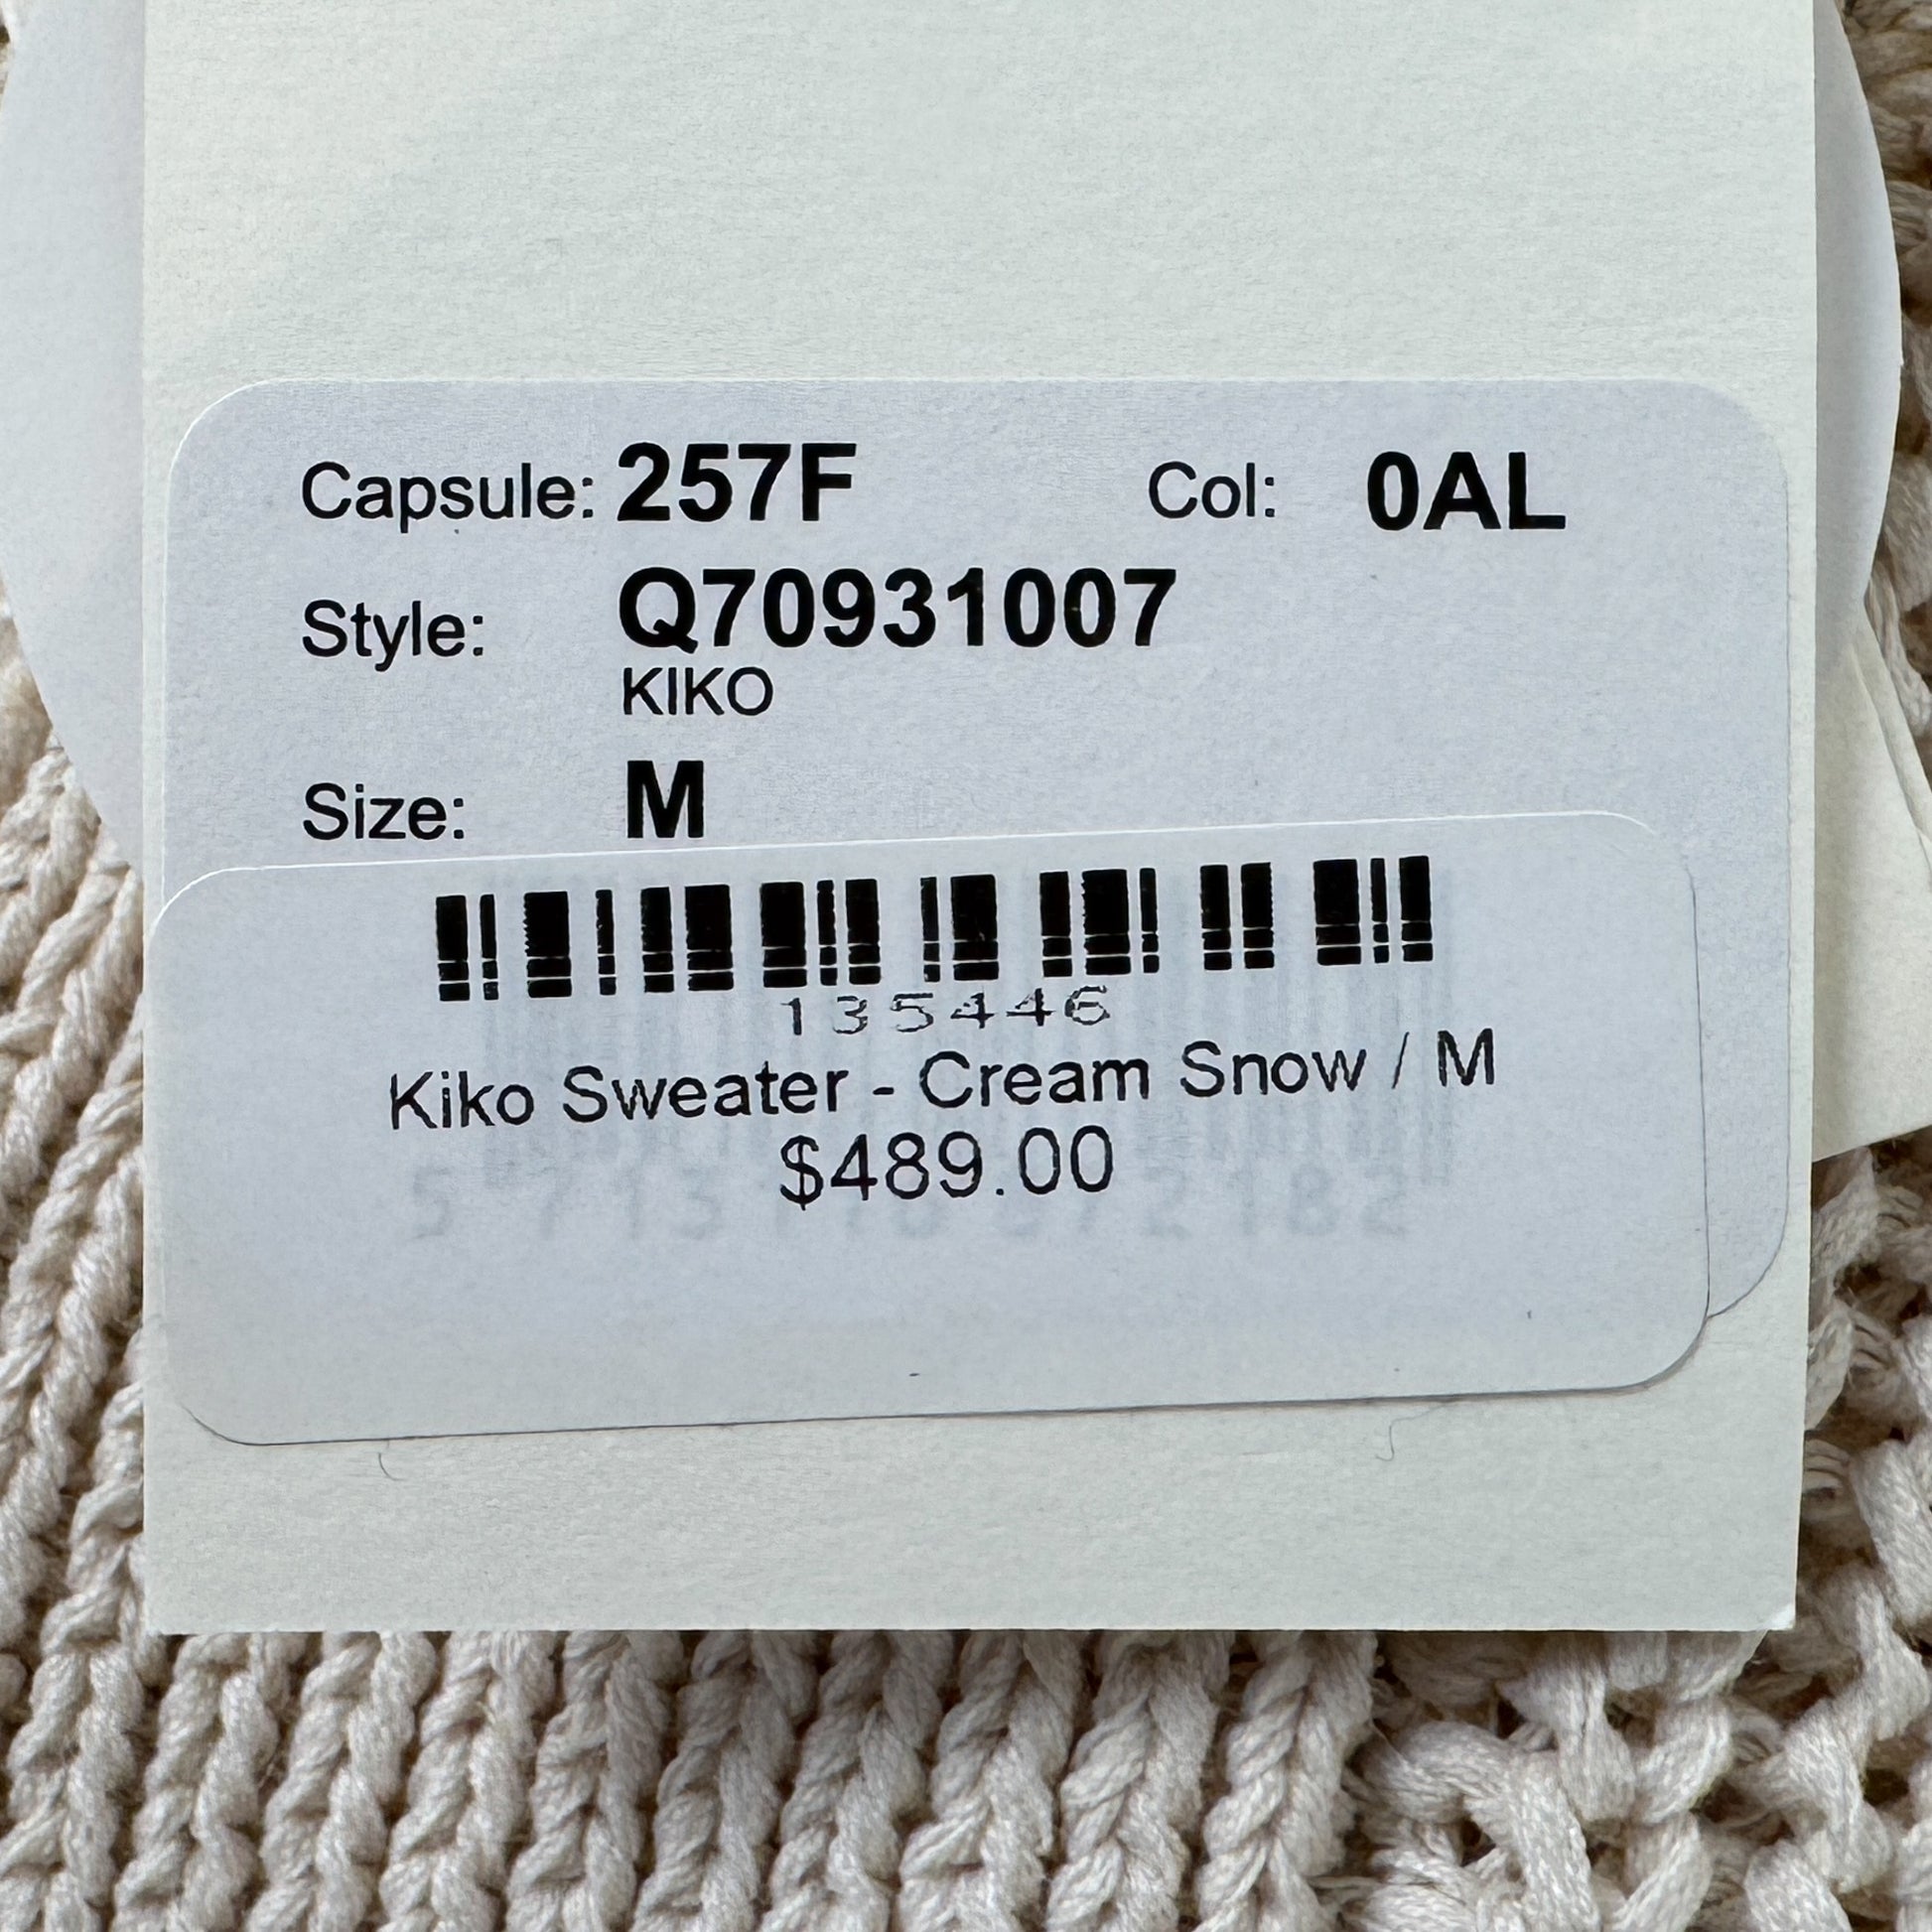 Capsule: 257F Col: 0AL
Style: Q70931007
KIKO
Size: M
135446
Kiko Sweater - Cream Snow / M
$489.00